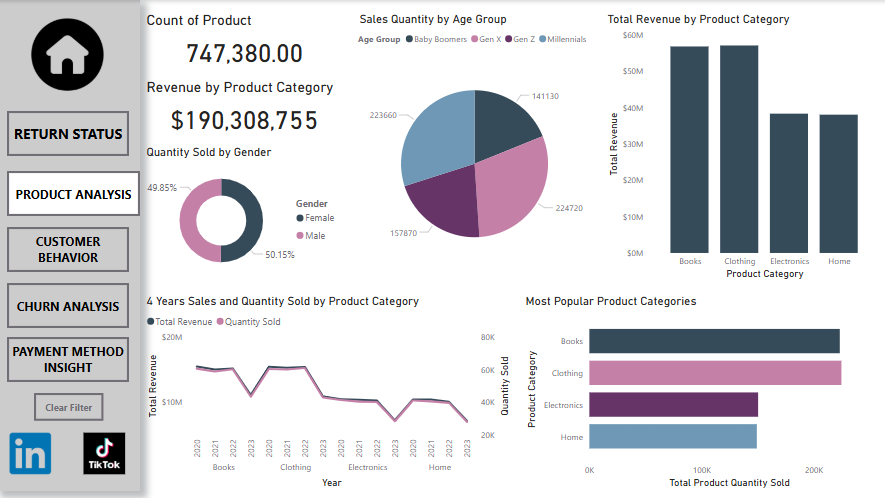 RETURN STATUS
PRODUCT ANALYSIS
CUSTOMER
BEHAVIOR
CHURN ANALYSIS
PAYMENT METHOD
INSIGHT
Clear Filter
in
TikTok
Count of Product
747,380.00
Revenue by Product Category
$190,308,755
Quantity Sold by Gender
49.85%
50.15%
Gender
Female
Male
Sales Quantity by Age Group
Age Group Baby Boomers Gen X Gen Z Millennials
141130
223660
224720
157870
Total Revenue by Product Category
Total Revenue
$60M
$50M
$40M
$30M
$20M
$10M
$0M
Books Clothing Electronics Home
Product Category
4 Years Sales and Quantity Sold by Product Category
Total Revenue Quantity Sold
Total Revenue
$20M
$10M
80K
60K
40K
20K
Quantity Sold
2020 2021 2022 2023 2020 2021 2022 2023 2020 2021 2022 2023 2020 2021 2022 2023
Books Clothing Electronics Home
Year
Most Popular Product Categories
Product Category
Books
Clothing
Electronics
Home
0K 100K 200K
Total Product Quantity Sold